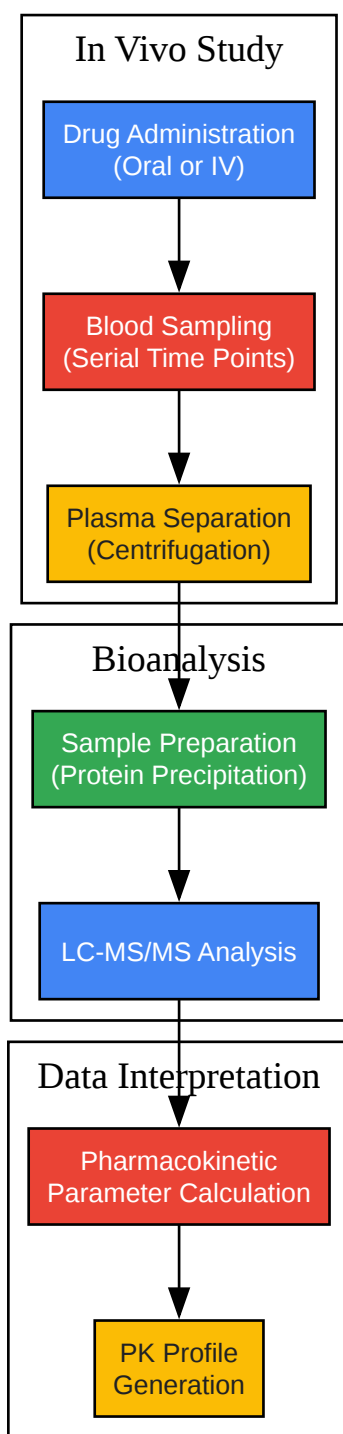 In Vivo Study
Drug Administration
(Oral or IV)
Blood Sampling
(Serial Time Points)
Plasma Separation
(Centrifugation)
Bioanalysis
Sample Preparation
(Protein Precipitation)
LC-MS/MS Analysis
Data Interpretation
Pharmacokinetic
Parameter Calculation
PK Profile
Generation